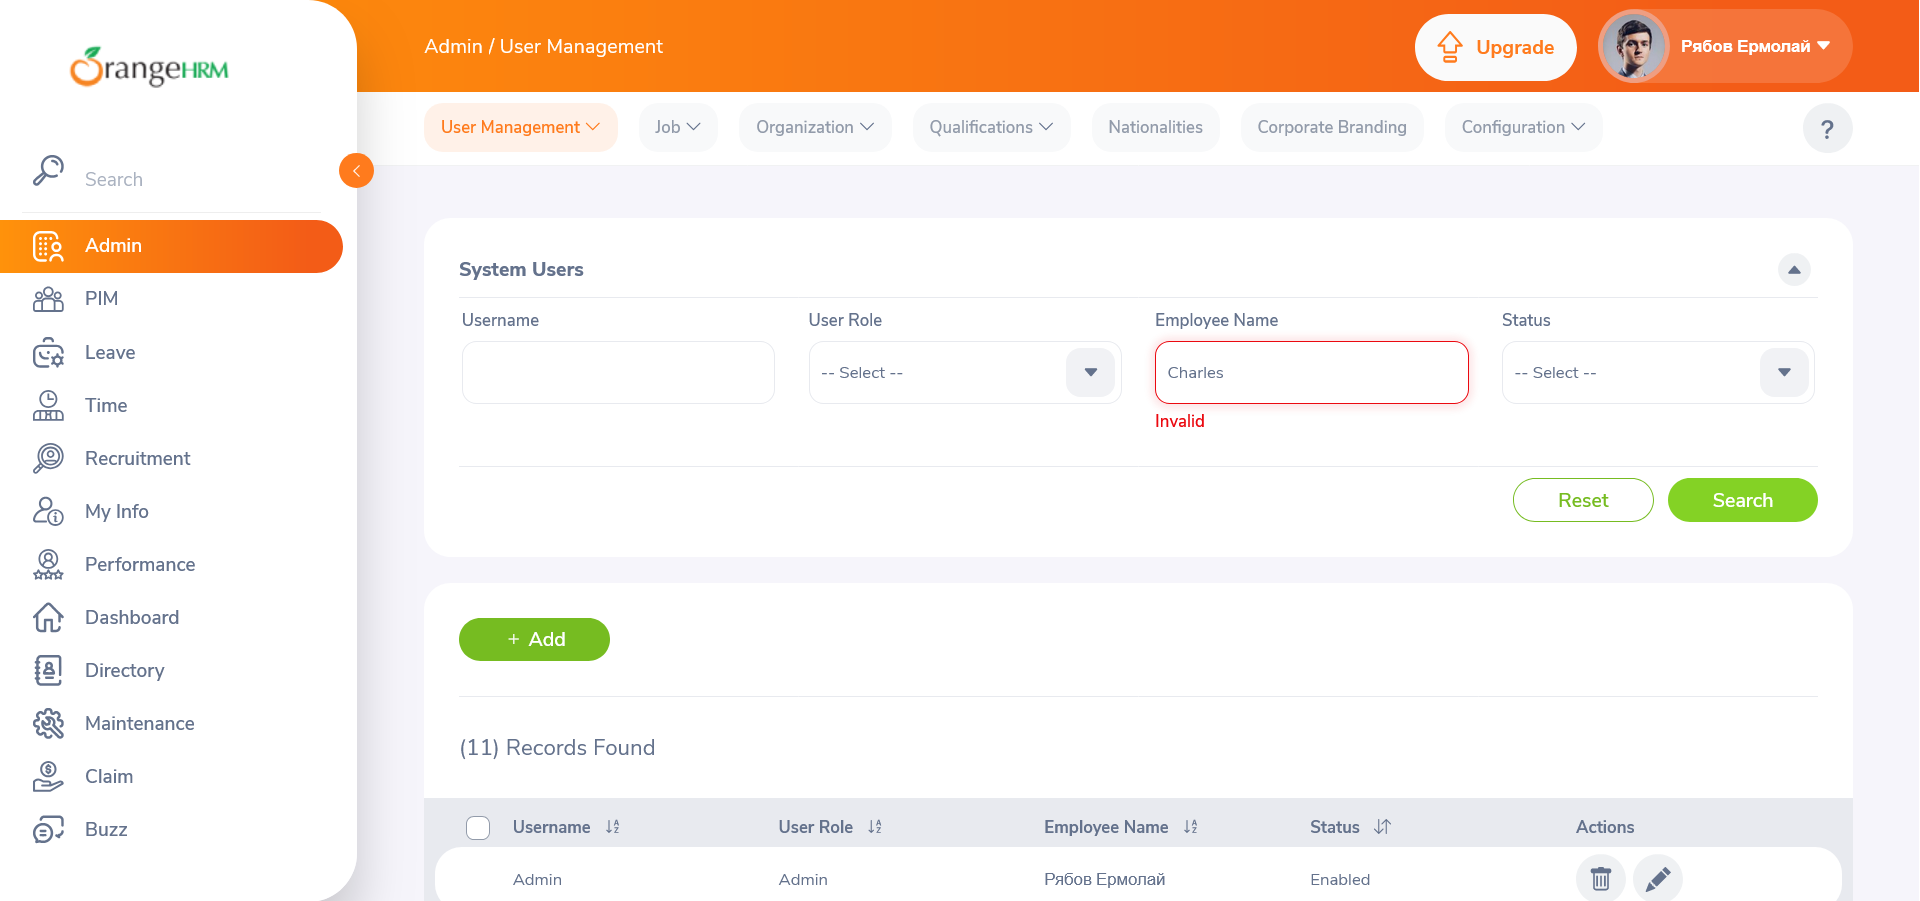 OrangeHRM
Admin / User Management
Upgrade
Рябов Ермолай
User Management
Job
Organization
Qualifications
Nationalities
Corporate Branding
Configuration
?
Search
Admin
PIM
Leave
Time
Recruitment
My Info
Performance
Dashboard
Directory
Maintenance
Claim
Buzz
System Users
Username
User Role
Employee Name
Status
-- Select --
Charles
-- Select --
Invalid
Reset
Search
+ Add
(11) Records Found
Username
User Role
Employee Name
Status
Actions
Admin
Admin
Рябов Ермолай
Enabled